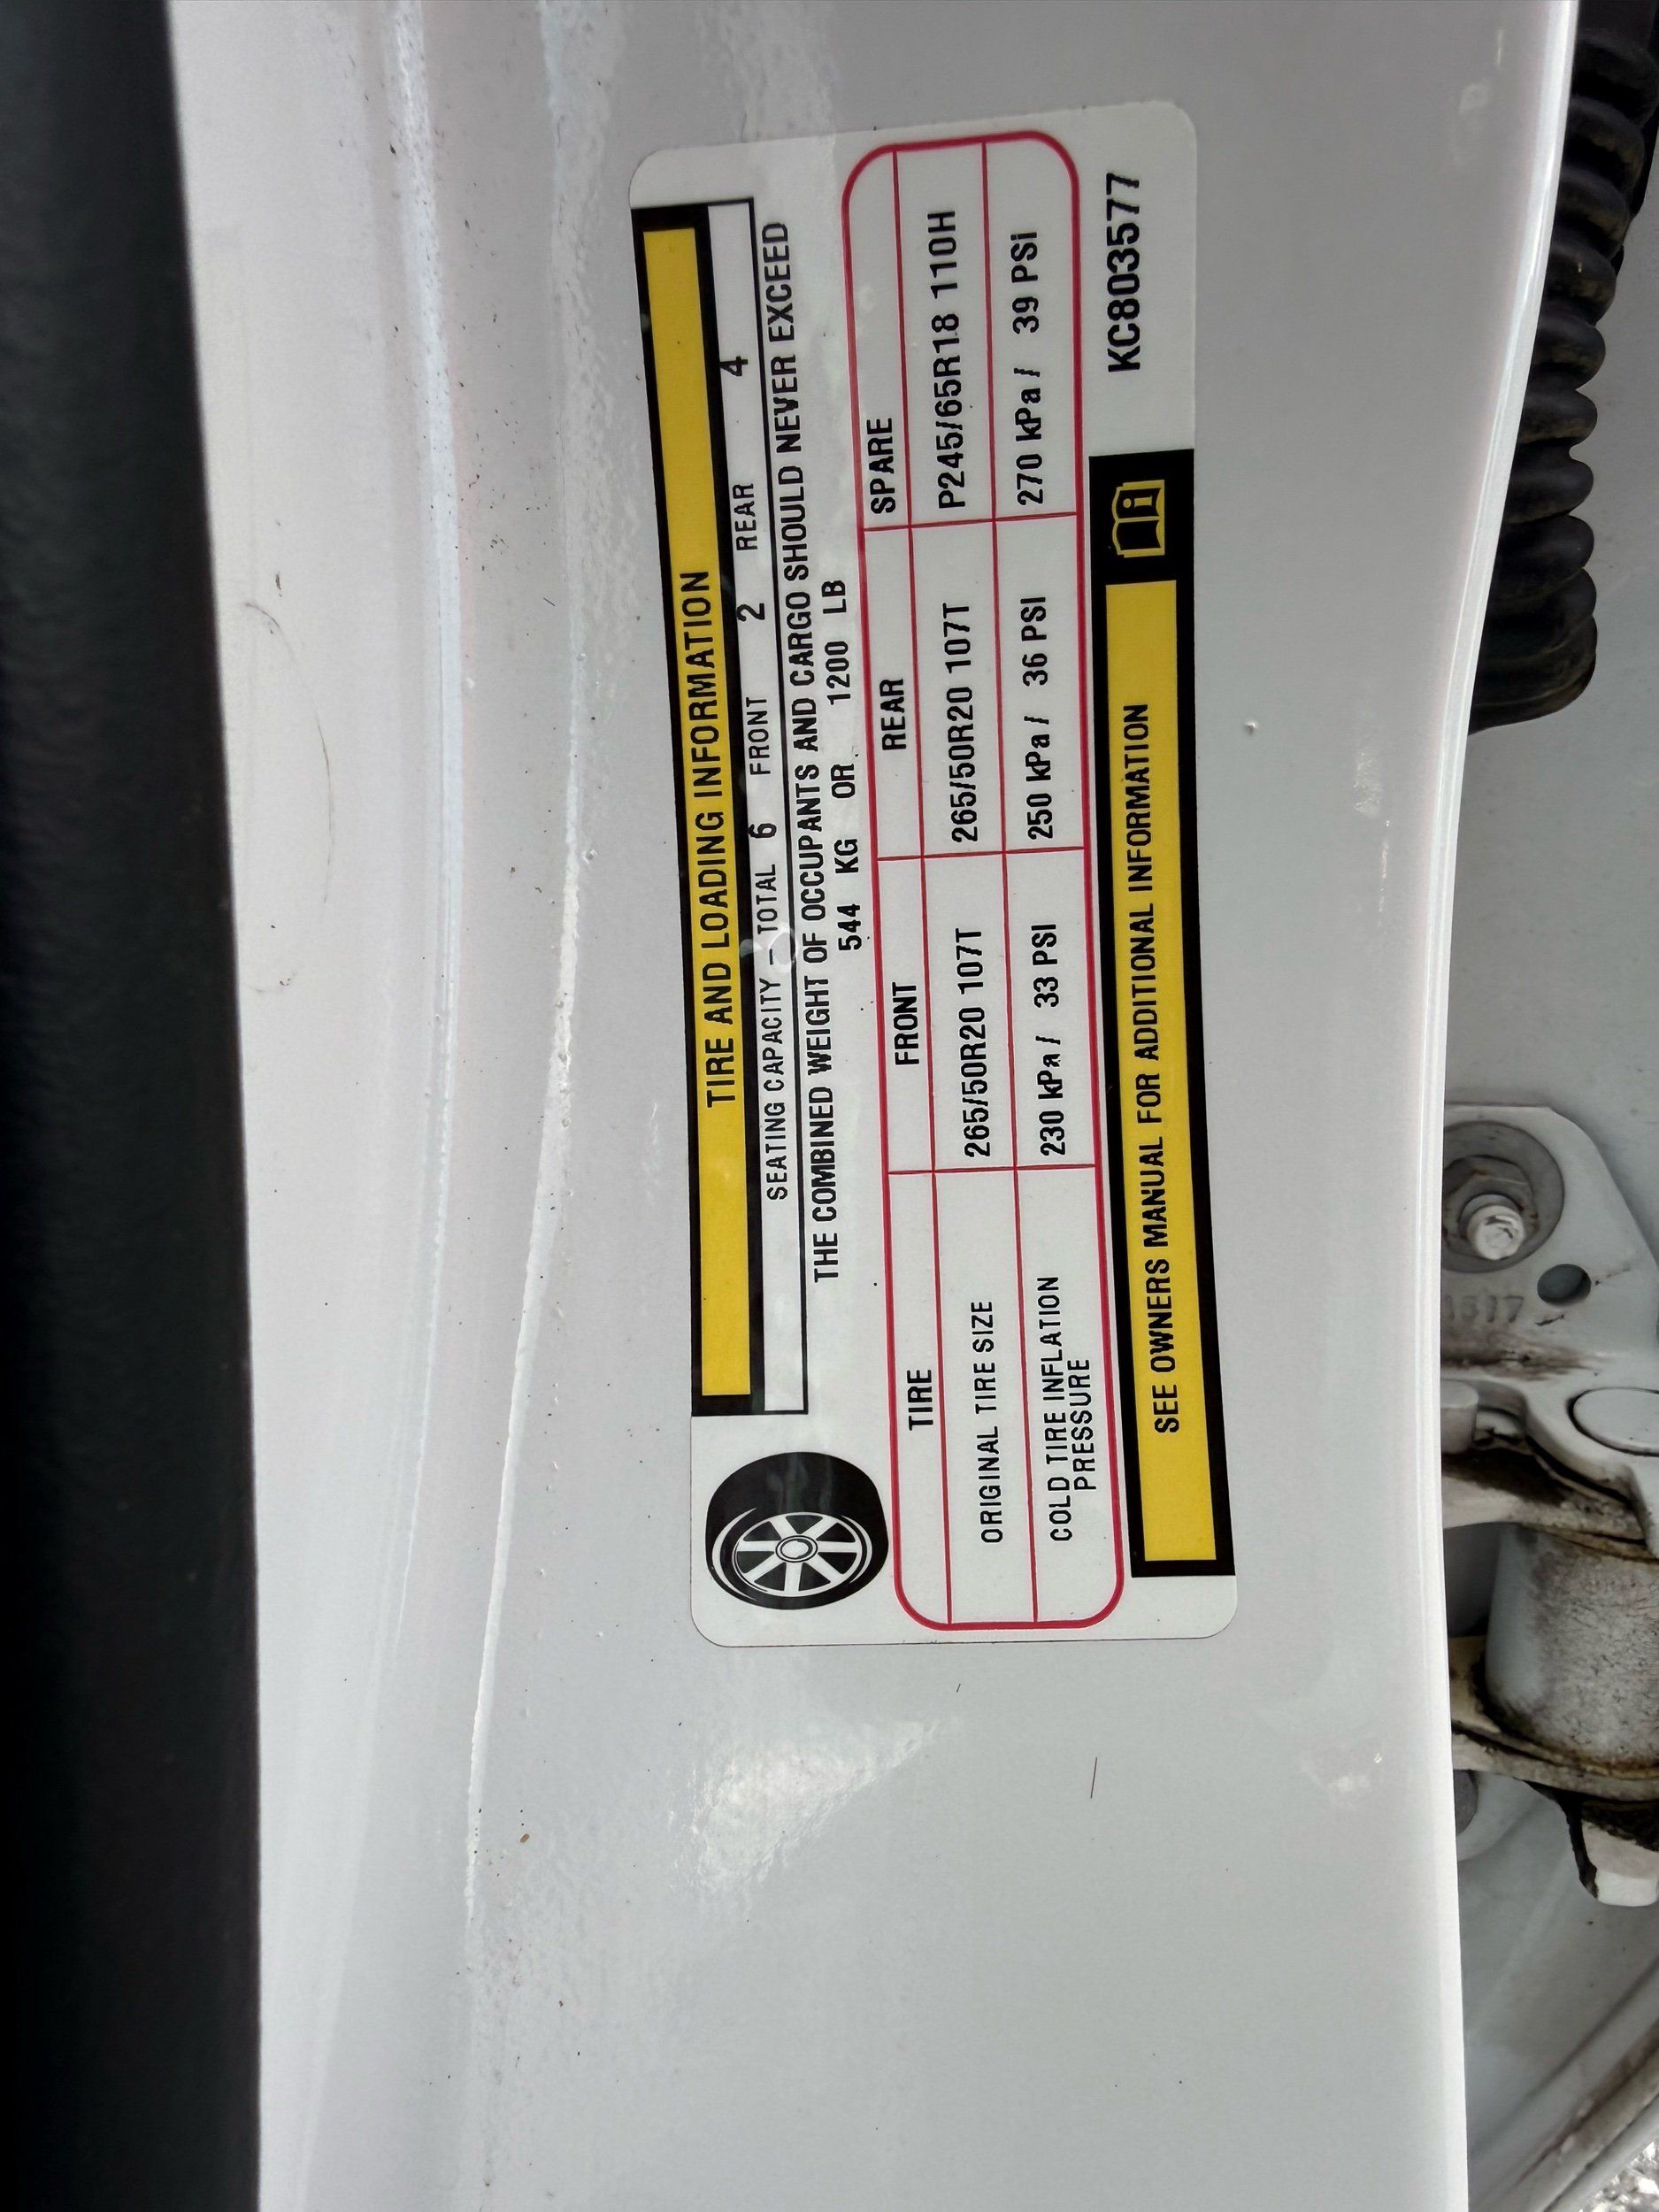 TIRE AND LOADING INFORMATION
SEATING CAPACITY - TOTAL 6 FRONT 2 REAR 4
THE COMBINED WEIGHT OF OCCUPANTS AND CARGO SHOULD NEVER EXCEED
544 KG OR 1200 LB
TIRE FRONT REAR SPARE
ORIGINAL TIRE SIZE 265/50R20 107T 265/50R20 107T P245/65R18 110H
COLD TIRE INFLATION PRESSURE 230 kPa / 33 PSI 250 kPa / 36 PSI 270 kPa / 39 PSi
SEE OWNERS MANUAL FOR ADDITIONAL INFORMATION
KC803577